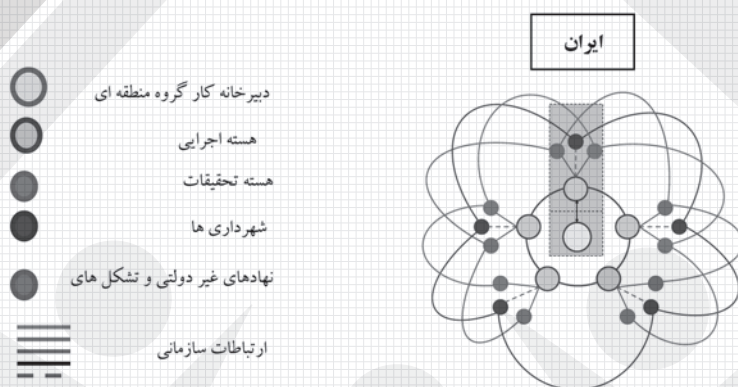 ایران
دبیرخانه کار گروه منطقه ای
هسته اجرایی
هسته تحقیقات
شهرداری ها
نهادهای غیر دولتی و تشکل های
ارتباطات سازمانی